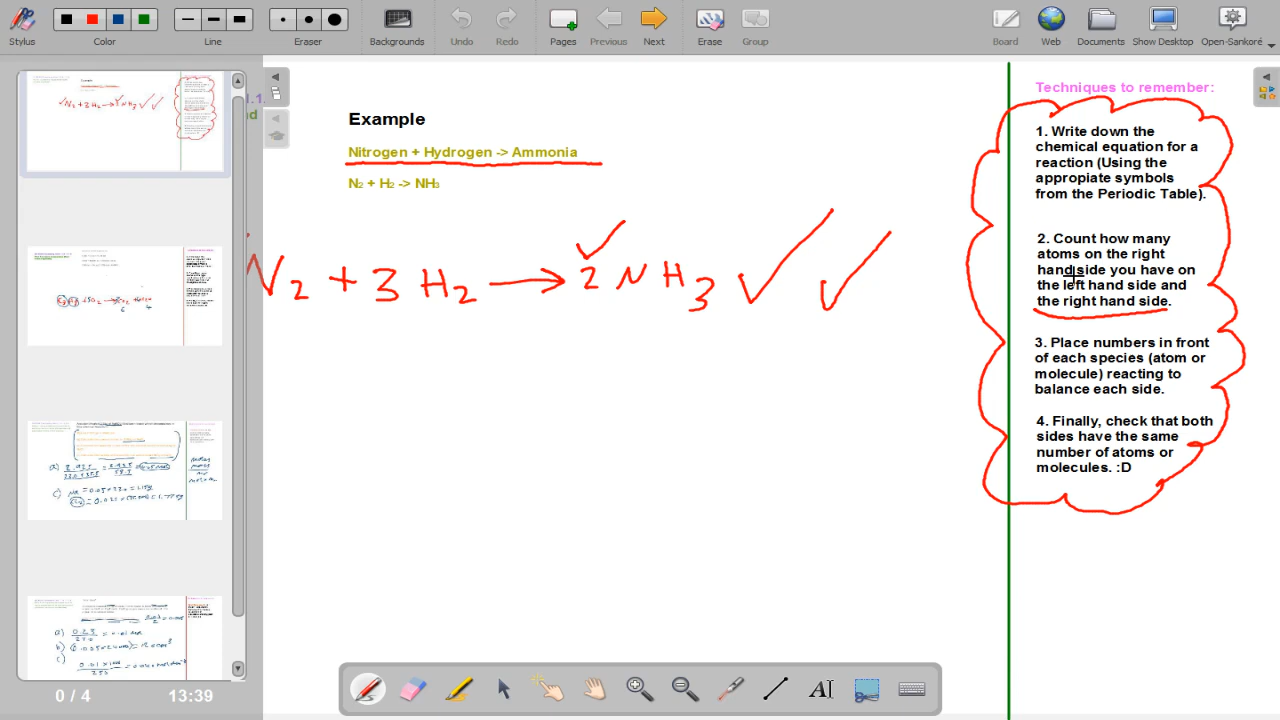 Stylus
Color
Line
Eraser
Backgrounds
Undo
Redo
Pages
Previous
Next
Erase
Group
Board
Web
Documents
Show Desktop
Open-Sankoré
Example
Nitrogen + Hydrogen -> Ammonia
N2 + H2 -> NH3
N2 + 3 H2 → 2 N H3
Techniques to remember:
1. Write down the
chemical equation for a
reaction (Using the
appropiate symbols
from the Periodic Table).
2. Count how many
atoms on the right
hand side you have on
the left hand side and
the right hand side.
3. Place numbers in front
of each species (atom or
molecule) reacting to
balance each side.
4. Finally, check that both
sides have the same
number of atoms or
molecules. :D
0 / 4
13:39